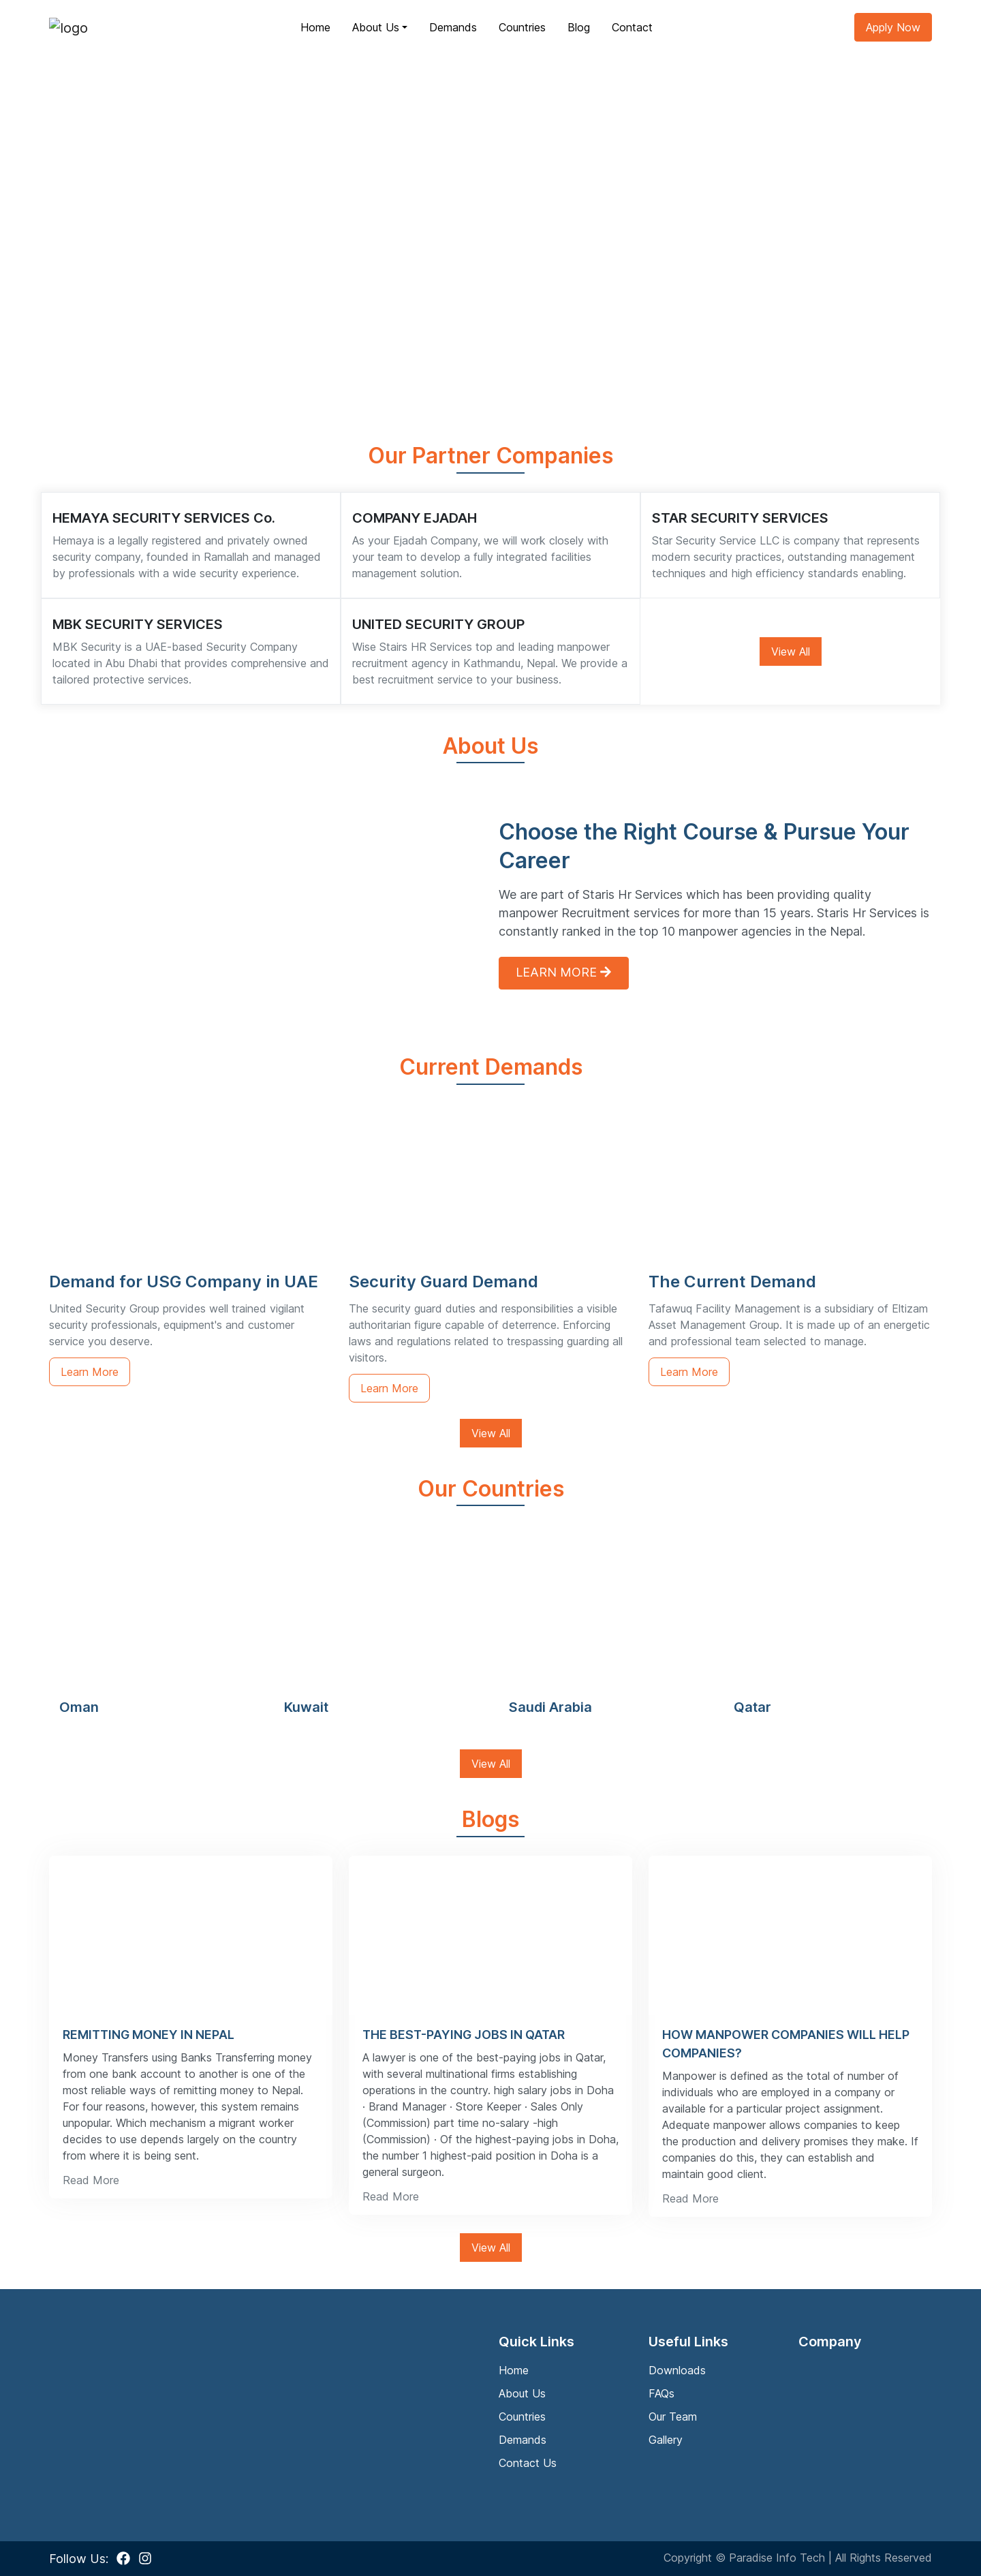 logo
Home
About Us
Demands
Countries
Blog
Contact
Apply Now
Our Partner Companies
HEMAYA SECURITY SERVICES Co.
Hemaya is a legally registered and privately owned
security company, founded in Ramallah and managed
by professionals with a wide security experience.
COMPANY EJADAH
As your Ejadah Company, we will work closely with
your team to develop a fully integrated facilities
management solution.
STAR SECURITY SERVICES
Star Security Service LLC is company that represents
modern security practices, outstanding management
techniques and high efficiency standards enabling.
MBK SECURITY SERVICES
MBK Security is a UAE-based Security Company
located in Abu Dhabi that provides comprehensive and
tailored protective services.
UNITED SECURITY GROUP
Wise Stairs HR Services top and leading manpower
recruitment agency in Kathmandu, Nepal. We provide a
best recruitment service to your business.
View All
About Us
Choose the Right Course & Pursue Your
Career
We are part of Staris Hr Services which has been providing quality
manpower Recruitment services for more than 15 years. Staris Hr Services is
constantly ranked in the top 10 manpower agencies in the Nepal.
LEARN MORE
Current Demands
Demand for USG Company in UAE
United Security Group provides well trained vigilant
security professionals, equipment's and customer
service you deserve.
Learn More
Security Guard Demand
The security guard duties and responsibilities a visible
authoritarian figure capable of deterrence. Enforcing
laws and regulations related to trespassing guarding all
visitors.
Learn More
The Current Demand
Tafawuq Facility Management is a subsidiary of Eltizam
Asset Management Group. It is made up of an energetic
and professional team selected to manage.
Learn More
View All
Our Countries
Oman
Kuwait
Saudi Arabia
Qatar
View All
Blogs
REMITTING MONEY IN NEPAL
Money Transfers using Banks Transferring money
from one bank account to another is one of the
most reliable ways of remitting money to Nepal.
For four reasons, however, this system remains
unpopular. Which mechanism a migrant worker
decides to use depends largely on the country
from where it is being sent.
Read More
THE BEST-PAYING JOBS IN QATAR
A lawyer is one of the best-paying jobs in Qatar,
with several multinational firms establishing
operations in the country. high salary jobs in Doha
· Brand Manager · Store Keeper · Sales Only
(Commission) part time no-salary -high
(Commission) · Of the highest-paying jobs in Doha,
the number 1 highest-paid position in Doha is a
general surgeon.
Read More
HOW MANPOWER COMPANIES WILL HELP
COMPANIES?
Manpower is defined as the total of number of
individuals who are employed in a company or
available for a particular project assignment.
Adequate manpower allows companies to keep
the production and delivery promises they make. If
companies do this, they can establish and
maintain good client.
Read More
View All
Quick Links
Home
About Us
Countries
Demands
Contact Us
Useful Links
Downloads
FAQs
Our Team
Gallery
Company
Follow Us:
Copyright © Paradise Info Tech | All Rights Reserved